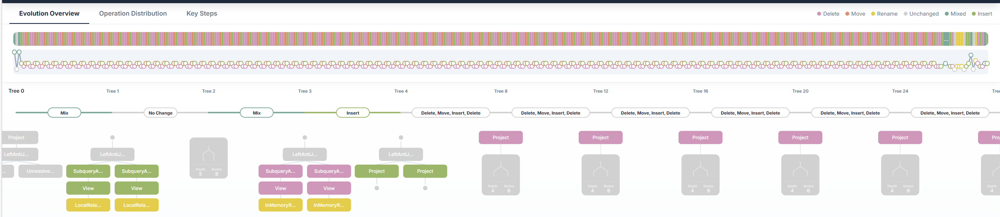 Evolution Overview
Operation Distribution
Key Steps
Delete
Move
Rename
Unchanged
Mixed
Insert
...
Tree 0
Tree 1
Tree 2
Tree 3
Tree 4
Tree 8
Tree 12
Tree 16
Tree 20
Tree 24
Tree
Mix
No Change
Mix
Insert
Delete, Move, Insert, Delete
Delete, Move, Insert, Delete
Delete, Move, Insert, Delete
Delete, Move, Insert, Delete
Delete, Move, Insert, Delete
Delete, Move, Insert, Delete
Project
LeftAntiJ...
...
Unresolve...
LeftAntiJ...
SubqueryA...
SubqueryA...
View
View
LocalRela...
LocalRela...
Depth
Nodes
5
8
LeftAntiJ...
SubqueryA...
SubqueryA...
View
View
InMemoryR...
InMemoryR...
LeftAntiJ...
Project
Project
Project
Depth
Nodes
4
6
Project
Depth
Nodes
4
6
Project
Depth
Nodes
4
6
Project
Depth
Nodes
4
6
Project
Depth
Nodes
4
6
Pro
Depth
4